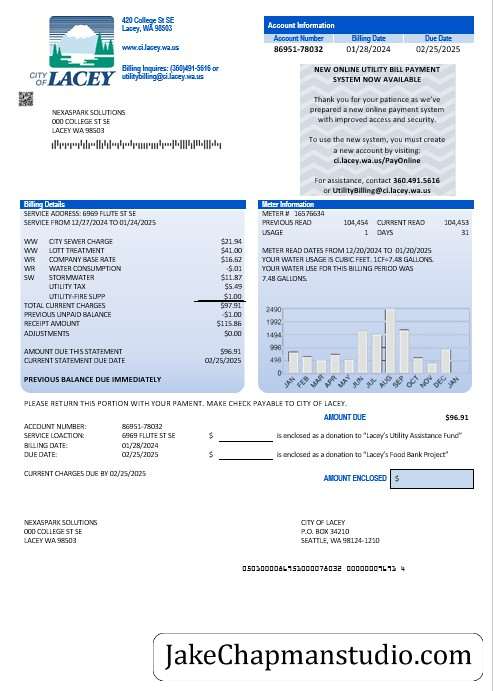 420 College St SE
Lacey, WA 98503
www.ci.lacey.wa.us
Billing Inquires: (360)491-5616 or
utilitybilling@ci.lacey.wa.us
CITY OF LACEY
Account Information
Account Number Billing Date Due Date
86951-78032 01/28/2024 02/25/2025
NEW ONLINE UTILITY BILL PAYMENT
SYSTEM NOW AVAILABLE
Thank you for your patience as we've
prepared a new online payment system
with improved access and security.
To use the new system, you must create
a new account by visiting:
ci.lacey.wa.us/PayOnline
For assistance, contact 360.491.5616
or UtilityBilling@ci.lacey.wa.us
NEXASPARK SOLUTIONS
000 COLLEGE ST SE
LACEY WA 98503
Billing Details
SERVICE ADDRESS: 6969 FLUTE ST SE
SERVICE FROM 12/27/2024 TO 01/24/2025
WW CITY SEWER CHARGE $21.94
WW LOTT TREATMENT $41.00
WR COMPANY BASE RATE $16.62
WR WATER CONSUMPTION -$.01
SW STORMWATER $11.87
UTILITY TAX $5.49
UTILITY-FIRE SUPP $1.00
TOTAL CURRENT CHARGES $97.91
PREVIOUS UNPAID BALANCE -$1.00
RECEIPT AMOUNT $115.86
ADJUSTMENTS $0.00
AMOUNT DUE THIS STATEMENT $96.91
CURRENT STATEMENT DUE DATE 02/25/2025
PREVIOUS BALANCE DUE IMMEDIATELY
Meter Information
METER # 16576634
PREVIOUS READ 104,454 CURRENT READ 104,453
USAGE 1 DAYS 31
METER READ DATES FROM 12/20/2024 TO 01/20/2025
YOUR WATER USAGE IS CUBIC FEET. 1CF=7.48 GALLONS.
YOUR WATER USE FOR THIS BILLING PERIOD WAS
7.48 GALLONS.
2490
1992
1494
996
498
0
JAN FEB MAR APR MAY JUN JUL AUG SEP OCT NOV DEC JAN
PLEASE RETURN THIS PORTION WITH YOUR PAMENT. MAKE CHECK PAYABLE TO CITY OF LACEY.
AMOUNT DUE $96.91
ACCOUNT NUMBER: 86951-78032
SERVICE LOACTION: 6969 FLUTE ST SE $ is enclosed as a donation to "Lacey's Utility Assistance Fund"
BILLING DATE: 01/28/2024
DUE DATE: 02/25/2025 $ is enclosed as a donation to "Lacey's Food Bank Project"
CURRENT CHARGES DUE BY 02/25/2025
AMOUNT ENCLOSED $
NEXASPARK SOLUTIONS
000 COLLEGE ST SE
LACEY WA 98503
CITY OF LACEY
P.O. BOX 34210
SEATTLE, WA 98124-1210
JakeChapmanstudio.com